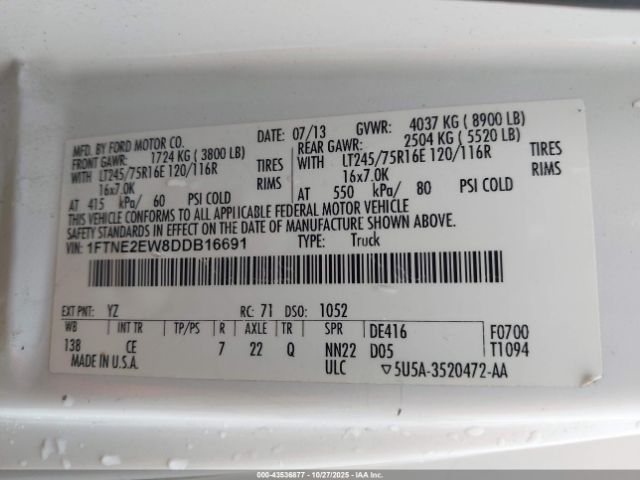 MFD. BY FORD MOTOR CO. DATE: 07/13 GVWR: 4037 KG ( 8900 LB)
FRONT GAWR: 1724 KG ( 3800 LB) REAR GAWR: 2504 KG ( 5520 LB)
WITH LT245/75R16E 120/116R TIRES WITH LT245/75R16E 120/116R TIRES
16x7.0K RIMS 16x7.0K RIMS
AT 415 kPa/ 60 PSI COLD AT 550 kPa/ 80 PSI COLD
THIS VEHICLE CONFORMS TO ALL APPLICABLE FEDERAL MOTOR VEHICLE
SAFETY STANDARDS IN EFFECT ON THE DATE OF MANUFACTURE SHOWN ABOVE.
VIN: 1FTNE2EW8DDB16691 TYPE: Truck
EXT PNT: YZ RC: 71 DSO: 1052
WB INT TR TP/PS R AXLE TR SPR DE416 F0700
138 CE 7 22 Q NN22 D05 T1094
MADE IN U.S.A. ULC ▽5U5A-3520472-AA
000-43536877 - 10/27/2025 - IAA, Inc.